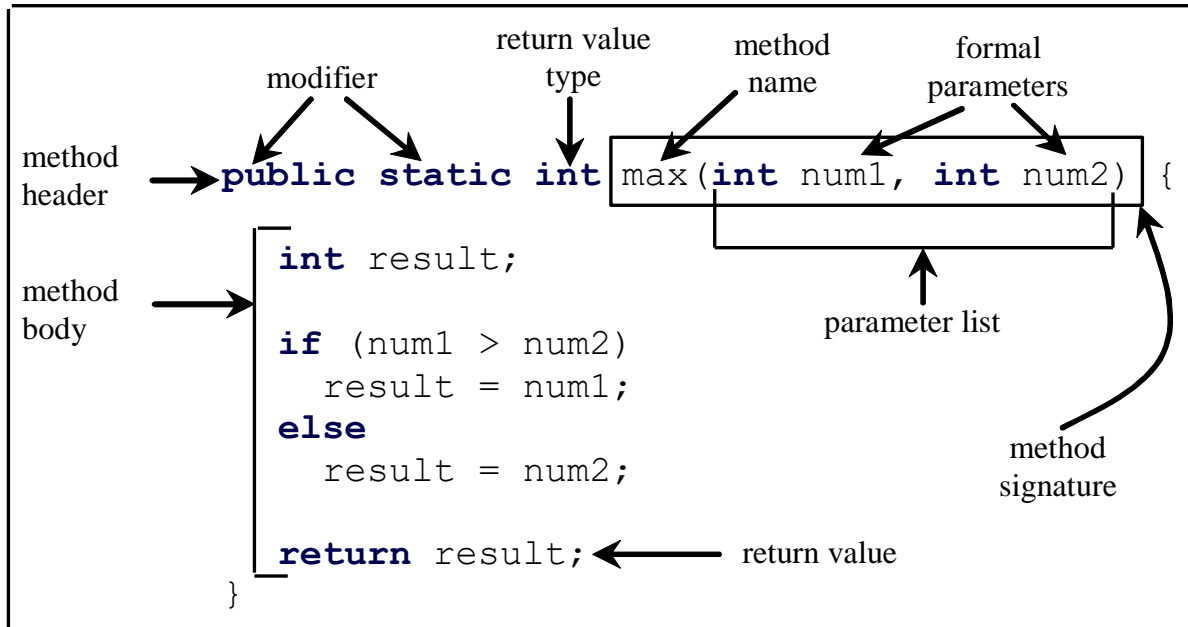 return value
type
method
name
formal
parameters
modifier
method
header
public static int max(int num1, int num2) {
int result;
method
body
parameter list
if (num1 > num2)
result = num1;
else
result = num2;
method
signature
return result;
return value
}